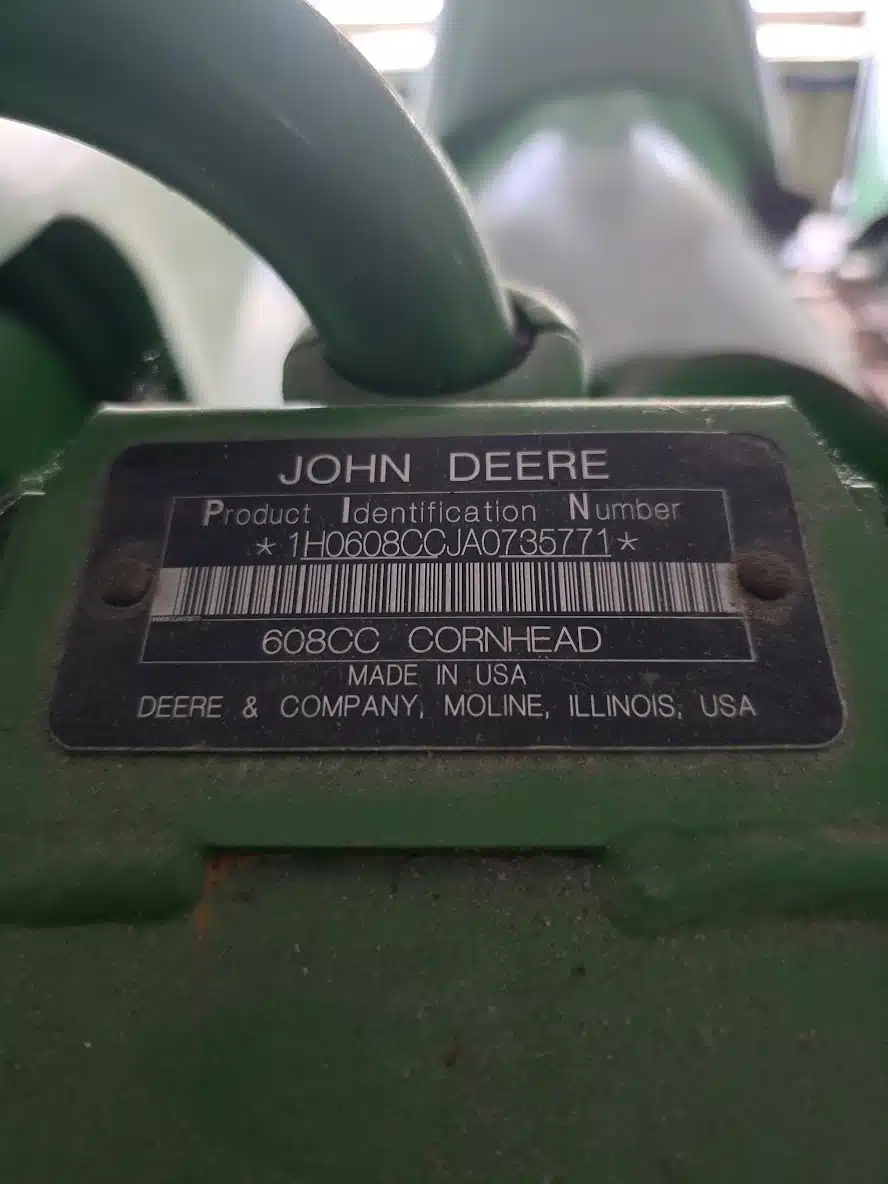 JOHN DEERE
Product Identification Number
* 1H0608CCJA0735771 *
608CC CORNHEAD
MADE IN USA
DEERE & COMPANY, MOLINE, ILLINOIS, USA